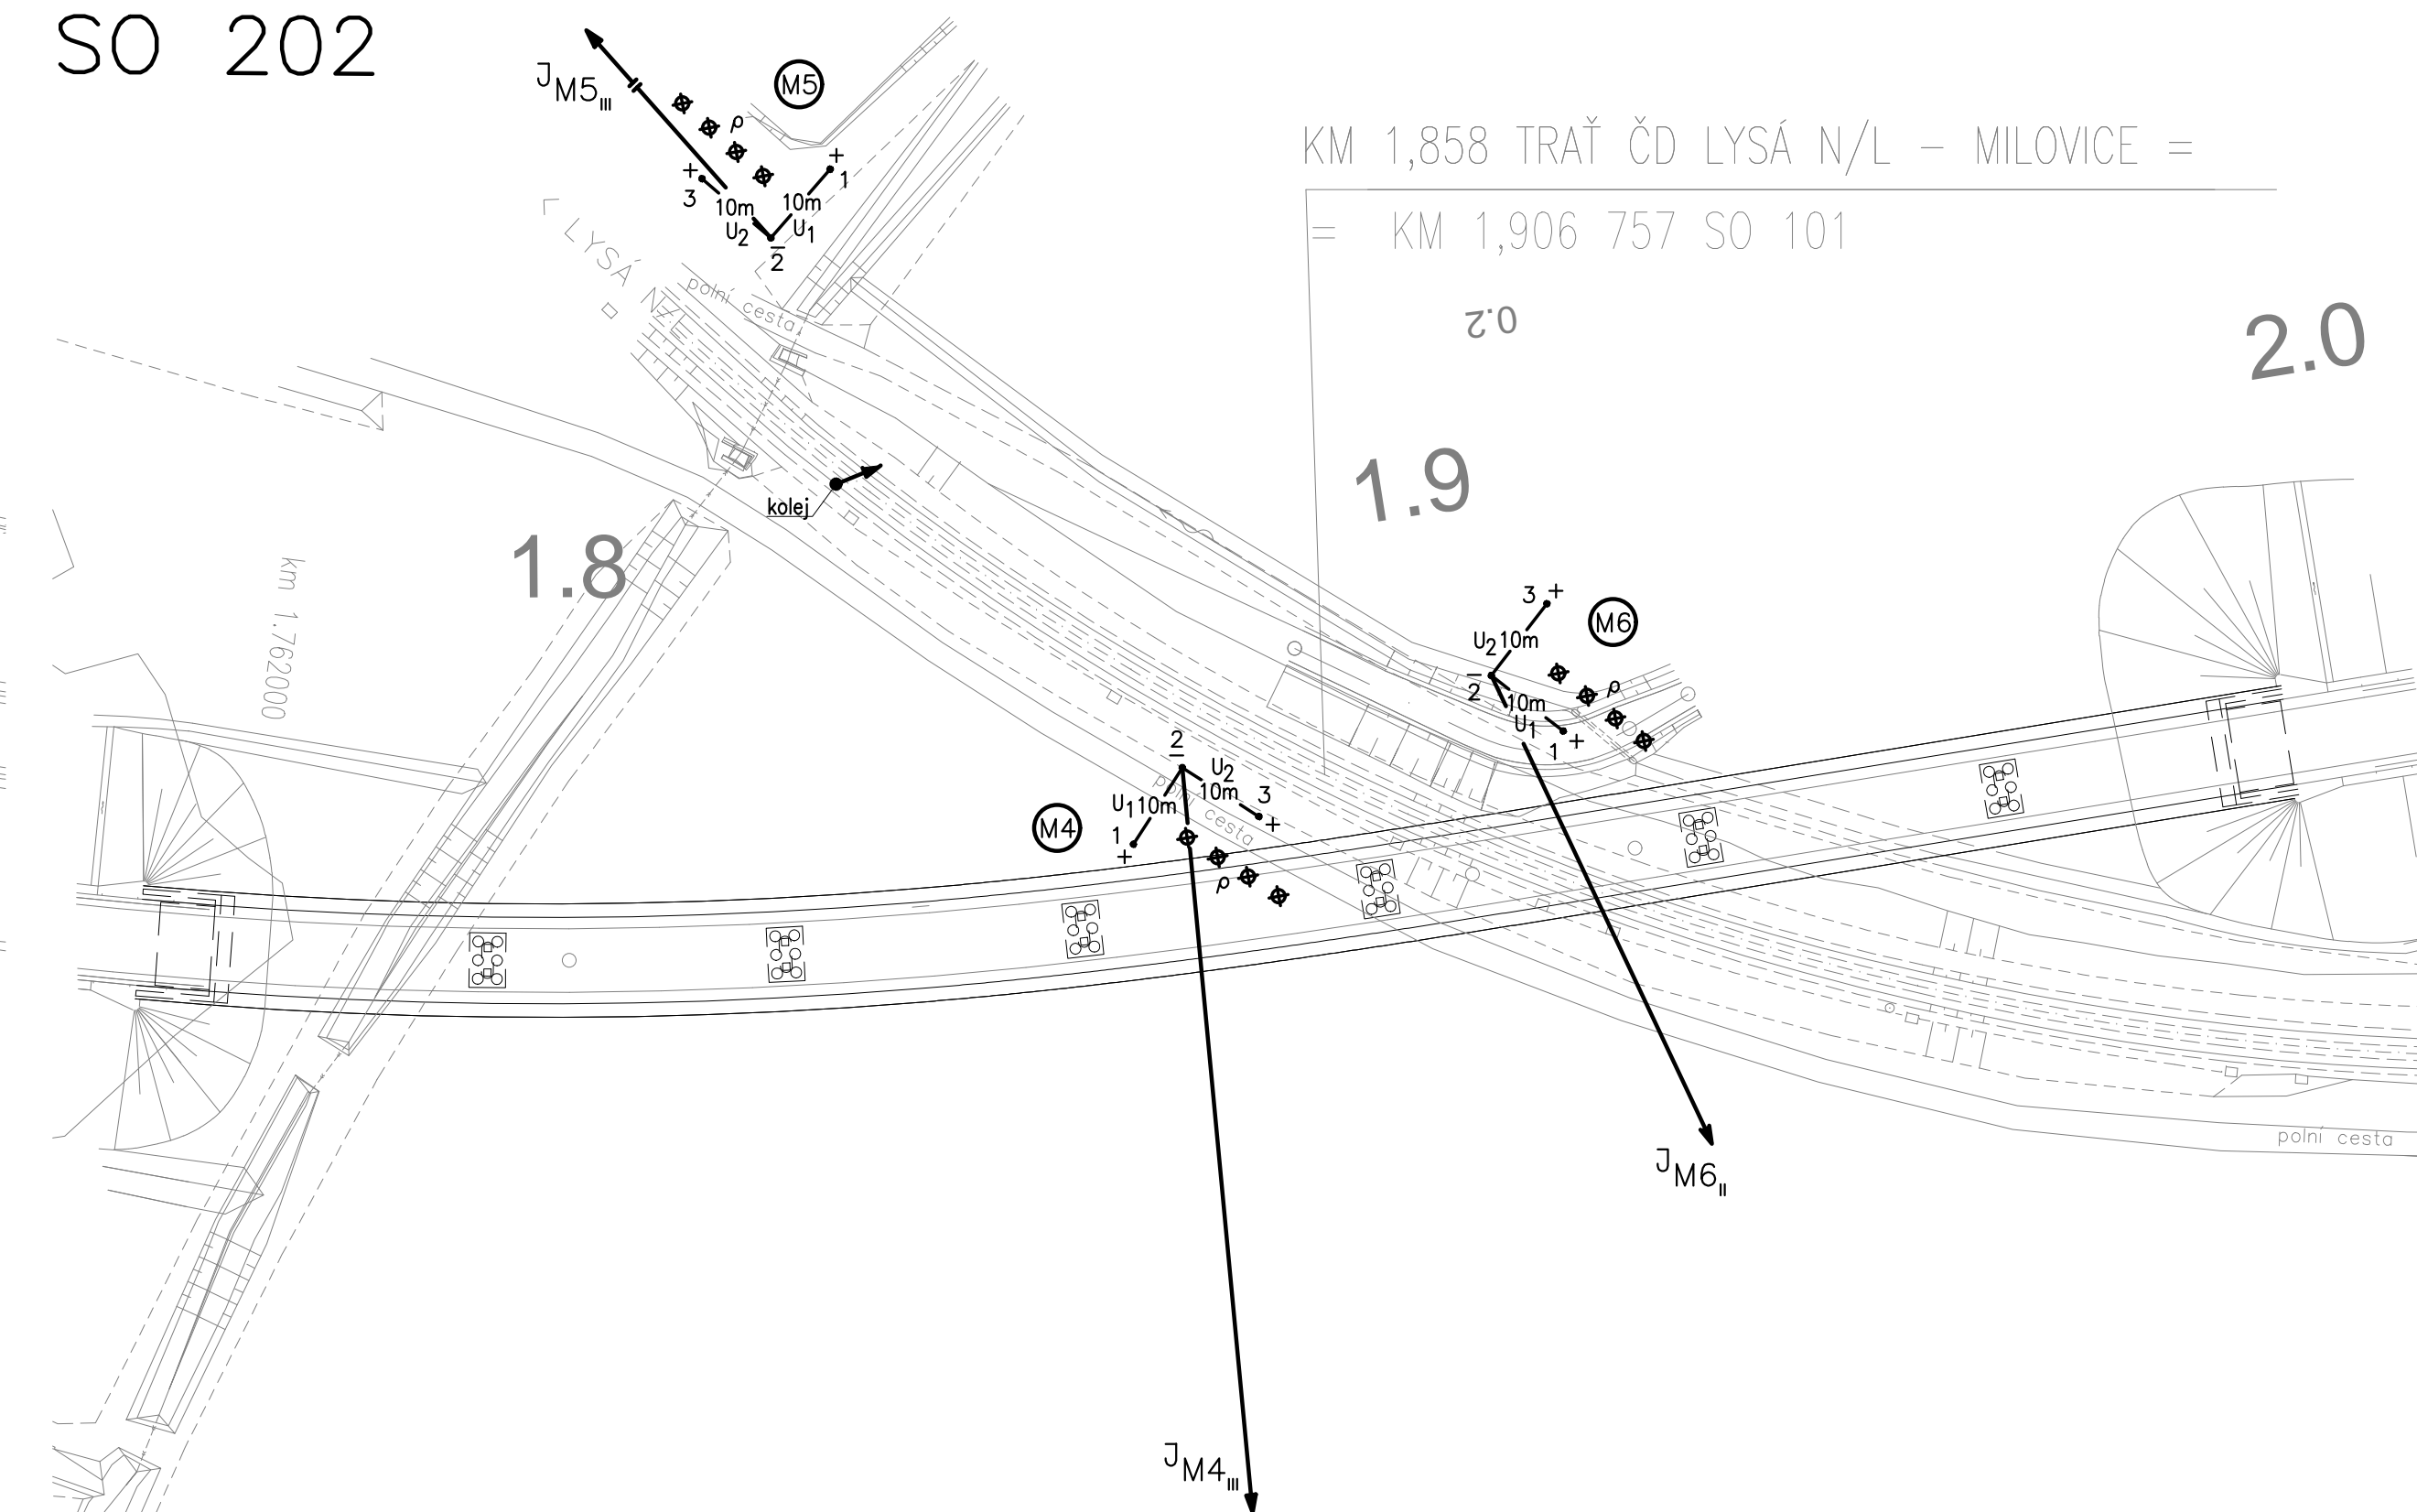 SO 202
J M5 III
M5
ρ
+
3
10m
U2
10m
U1
+
1
–
2
KM 1,858 TRAŤ ČD LYSÁ N/L – MILOVICE =
= KM 1,906 757 SO 101
LYSÁ N/L
polní cesta
0.2
2.0
1.9
1.8
kolej
km 1.762000
3 +
M6
U2 10m
–
2
10m
U1
1 +
ρ
2
–
U2
10m
3
+
U1 10m
1
+
M4
polní cesta
ρ
J M6 II
polní cesta
J M4 III